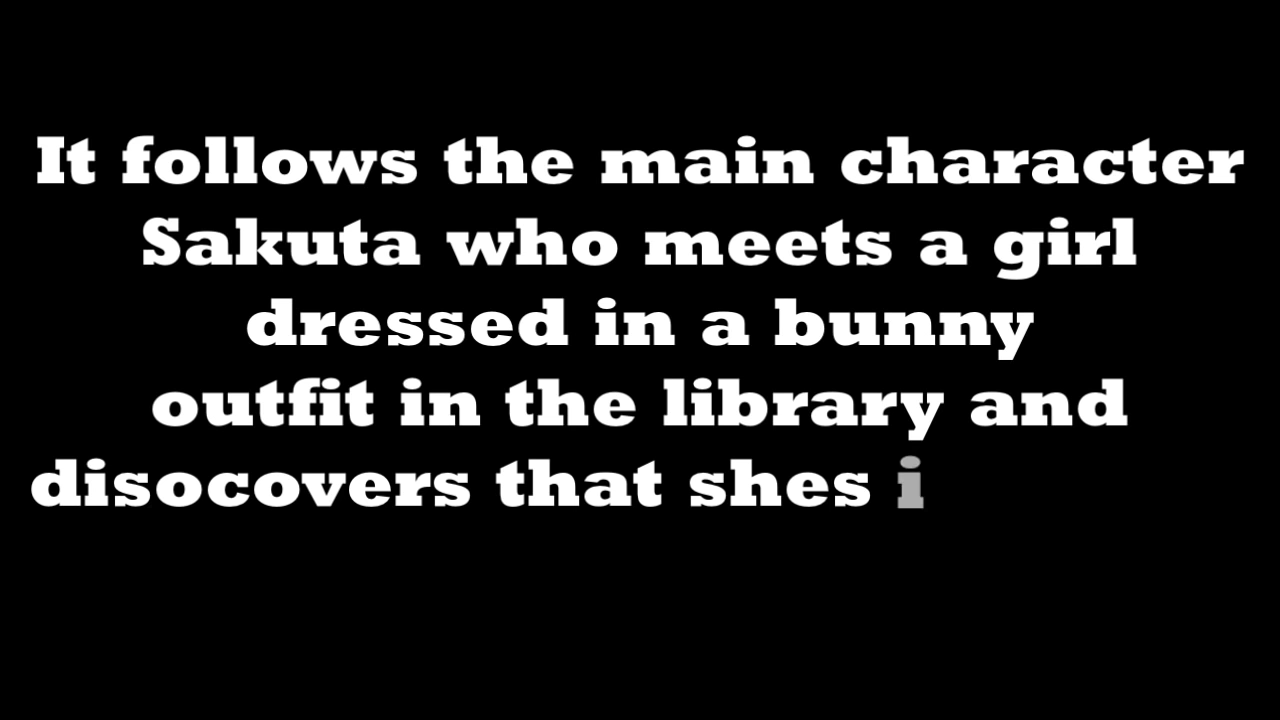 It follows the main character
Sakuta who meets a girl
dressed in a bunny
outfit in the library and
disocovers that shes i